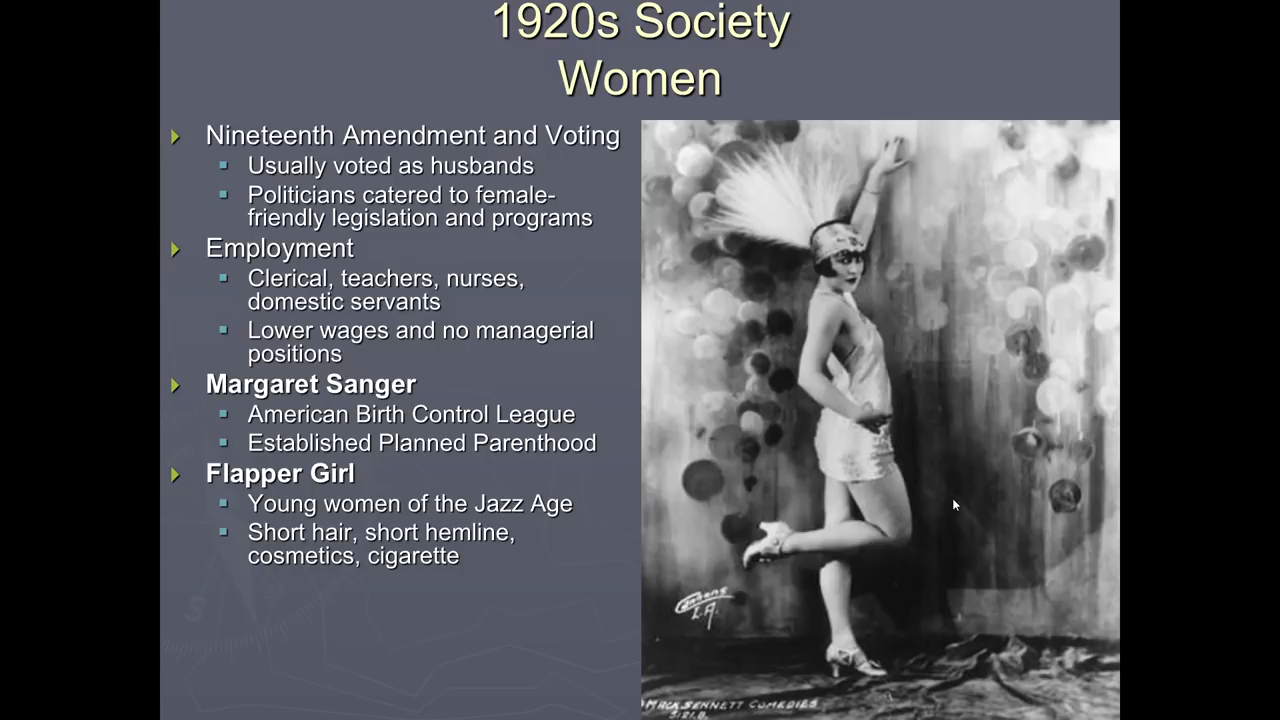 1920s Society
Women
Nineteenth Amendment and Voting
Usually voted as husbands
Politicians catered to female-
friendly legislation and programs
Employment
Clerical, teachers, nurses,
domestic servants
Lower wages and no managerial
positions
Margaret Sanger
American Birth Control League
Established Planned Parenthood
Flapper Girl
Young women of the Jazz Age
Short hair, short hemline,
cosmetics, cigarette
L.A.
MACK SENNETT COMEDIES